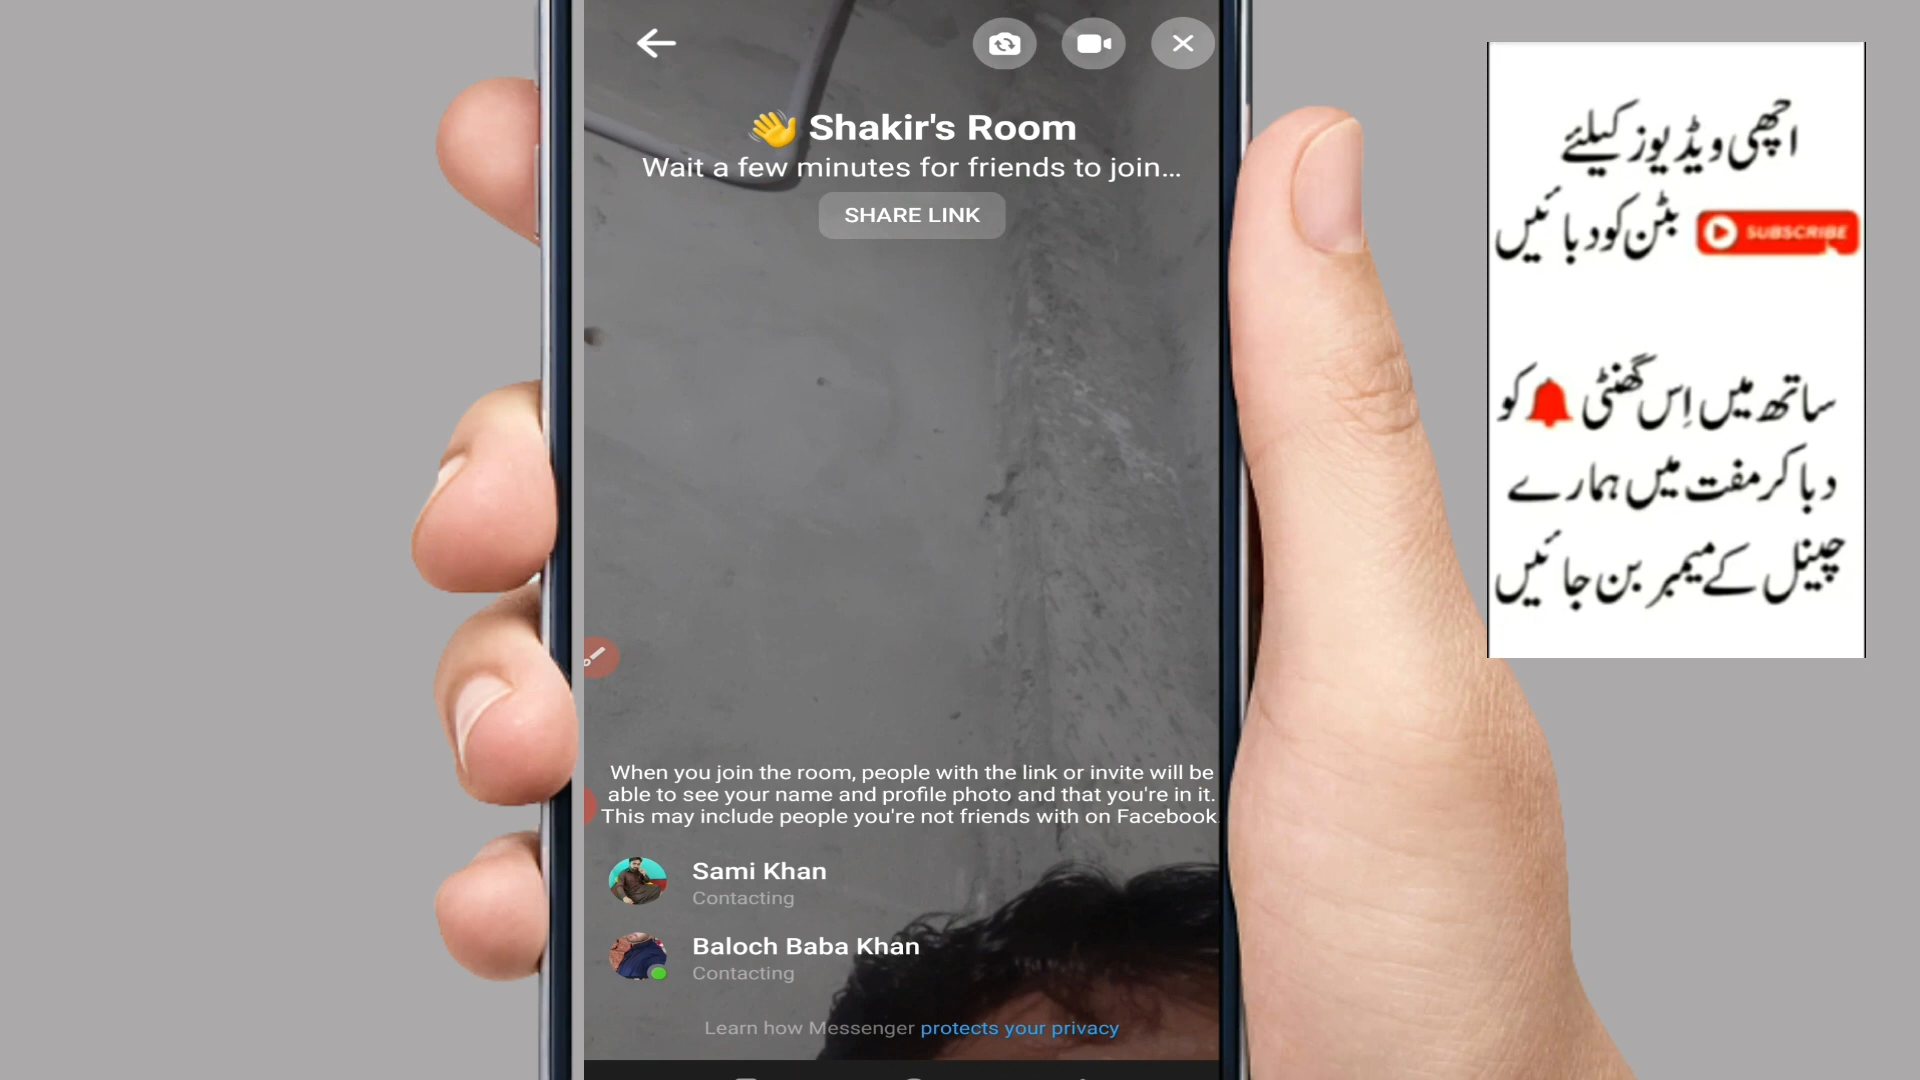 Shakir's Room
Wait a few minutes for friends to join...
SHARE LINK
When you join the room, people with the link or invite will be
able to see your name and profile photo and that you're in it.
This may include people you're not friends with on Facebook
Sami Khan
Contacting
Baloch Baba Khan
Contacting
Learn how Messenger protects your privacy
اچھی ویڈیوز کیلئے
SUBSCRIBE بٹن کو دبائیں
ساتھ میں اِس گھنٹی کو
دبا کر مفت میں ہمارے
چینل کے میمبر بن جائیں